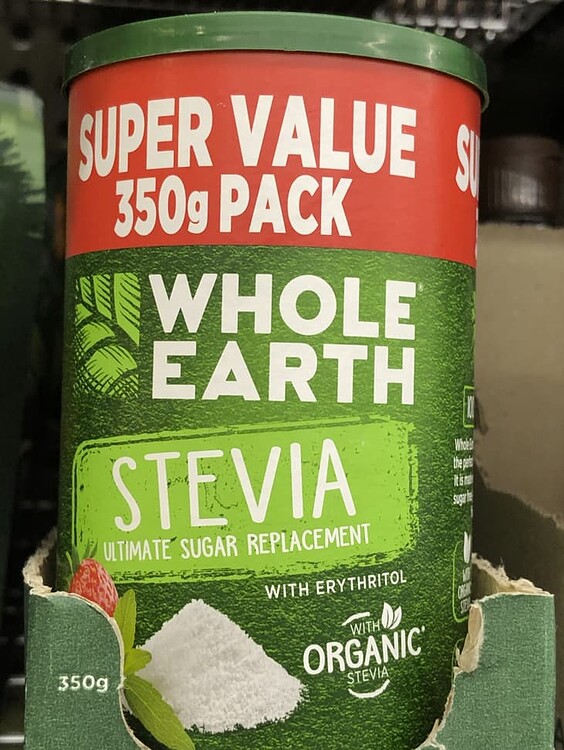 SUPER VALUE
350g PACK
WHOLE
EARTH®
STEVIA
ULTIMATE SUGAR REPLACEMENT
WITH ERYTHRITOL
WITH
ORGANIC*
STEVIA
350g